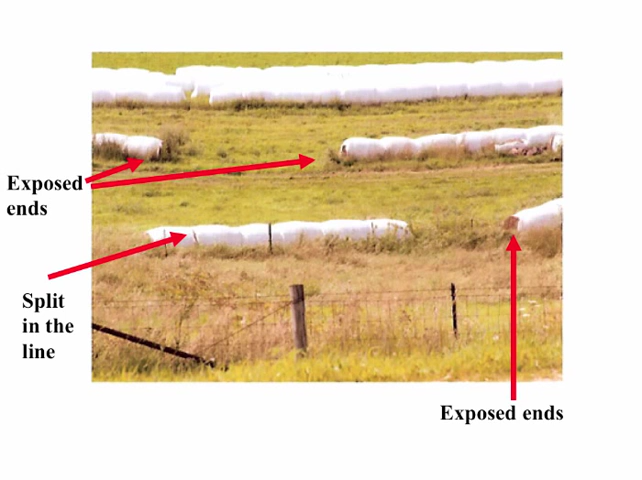 Exposed
ends
Split
in the
line
Exposed ends